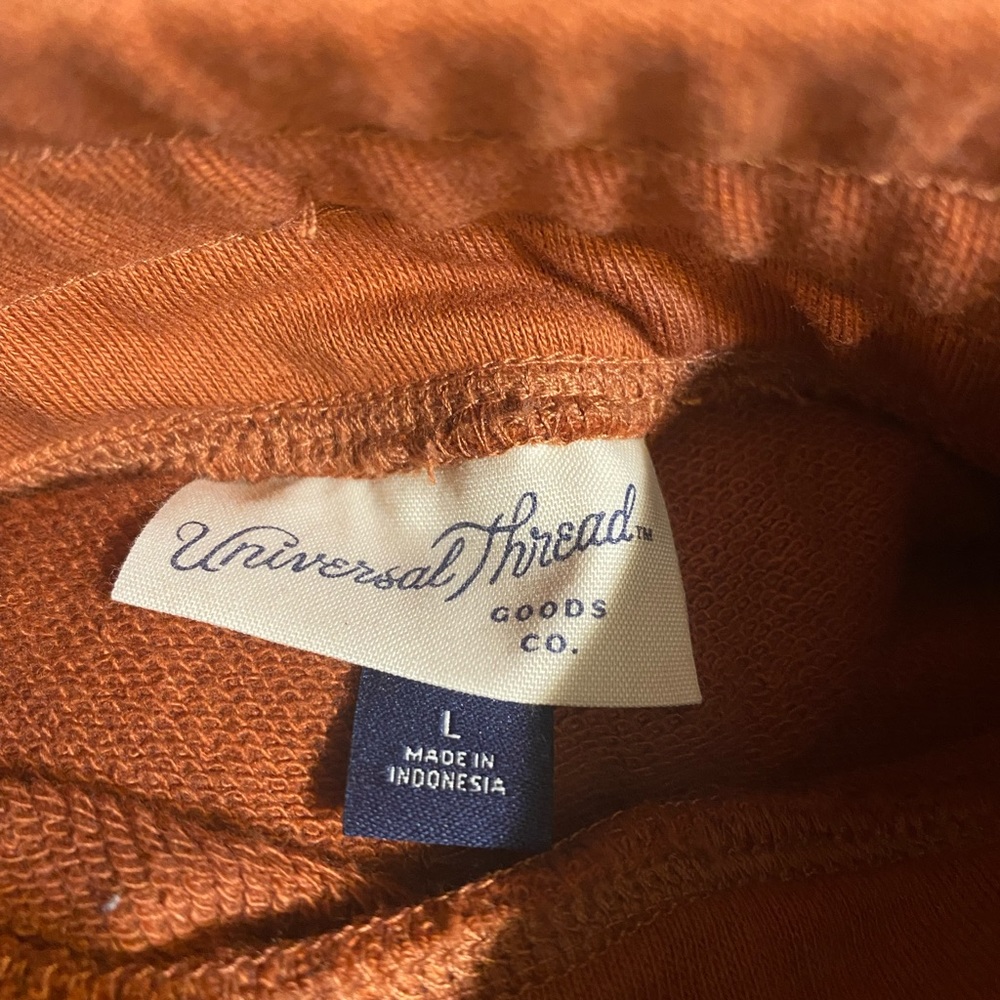 Universal Thread™
GOODS
CO.
L
MADE IN
INDONESIA